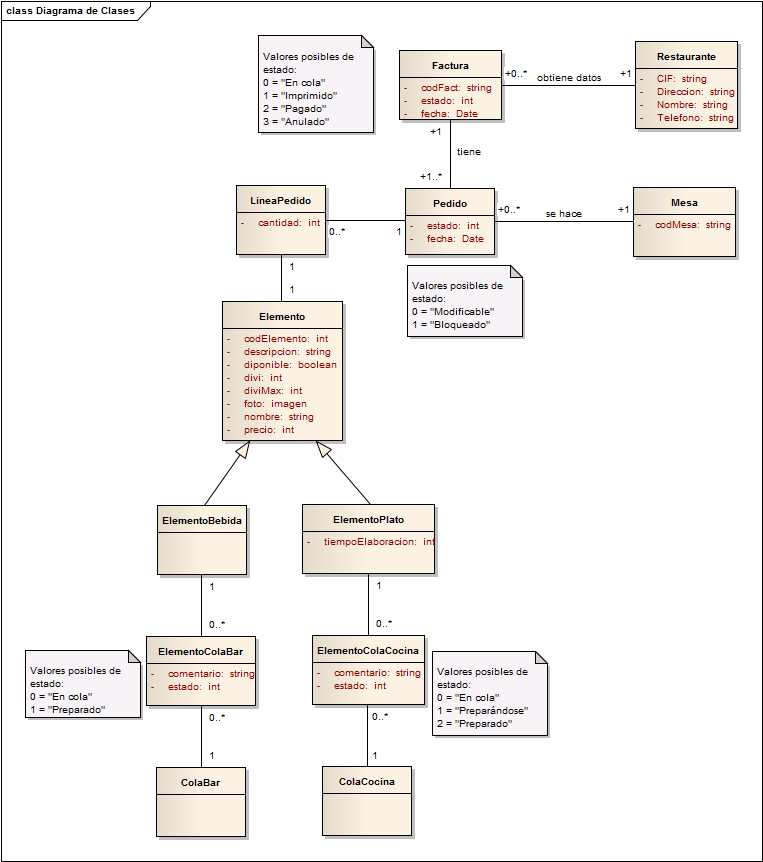 class Diagrama de Clases
Valores posibles de
estado:
0 = "En cola"
1 = "Imprimido"
2 = "Pagado"
3 = "Anulado"
Factura
- codFact: string
- estado: int
- fecha: Date
+0..*
obtiene datos
+1
Restaurante
- CIF: string
- Direccion: string
- Nombre: string
- Telefono: string
+1
tiene
+1..*
LineaPedido
- cantidad: int
0..*
1
Pedido
- estado: int
- fecha: Date
+0..*
se hace
+1
Mesa
- codMesa: string
Valores posibles de
estado:
0 = "Modificable"
1 = "Bloqueado"
1
1
Elemento
- codElemento: int
- descripcion: string
- diponible: boolean
- divi: int
- diviMax: int
- foto: imagen
- nombre: string
- precio: int
ElementoBebida
ElementoPlato
- tiempoElaboracion: int
1
0..*
1
0..*
Valores posibles de
estado:
0 = "En cola"
1 = "Preparado"
ElementoColaBar
- comentario: string
- estado: int
ElementoColaCocina
- comentario: string
- estado: int
Valores posibles de
estado:
0 = "En cola"
1 = "Preparándose"
2 = "Preparado"
0..*
1
0..*
1
ColaBar
ColaCocina